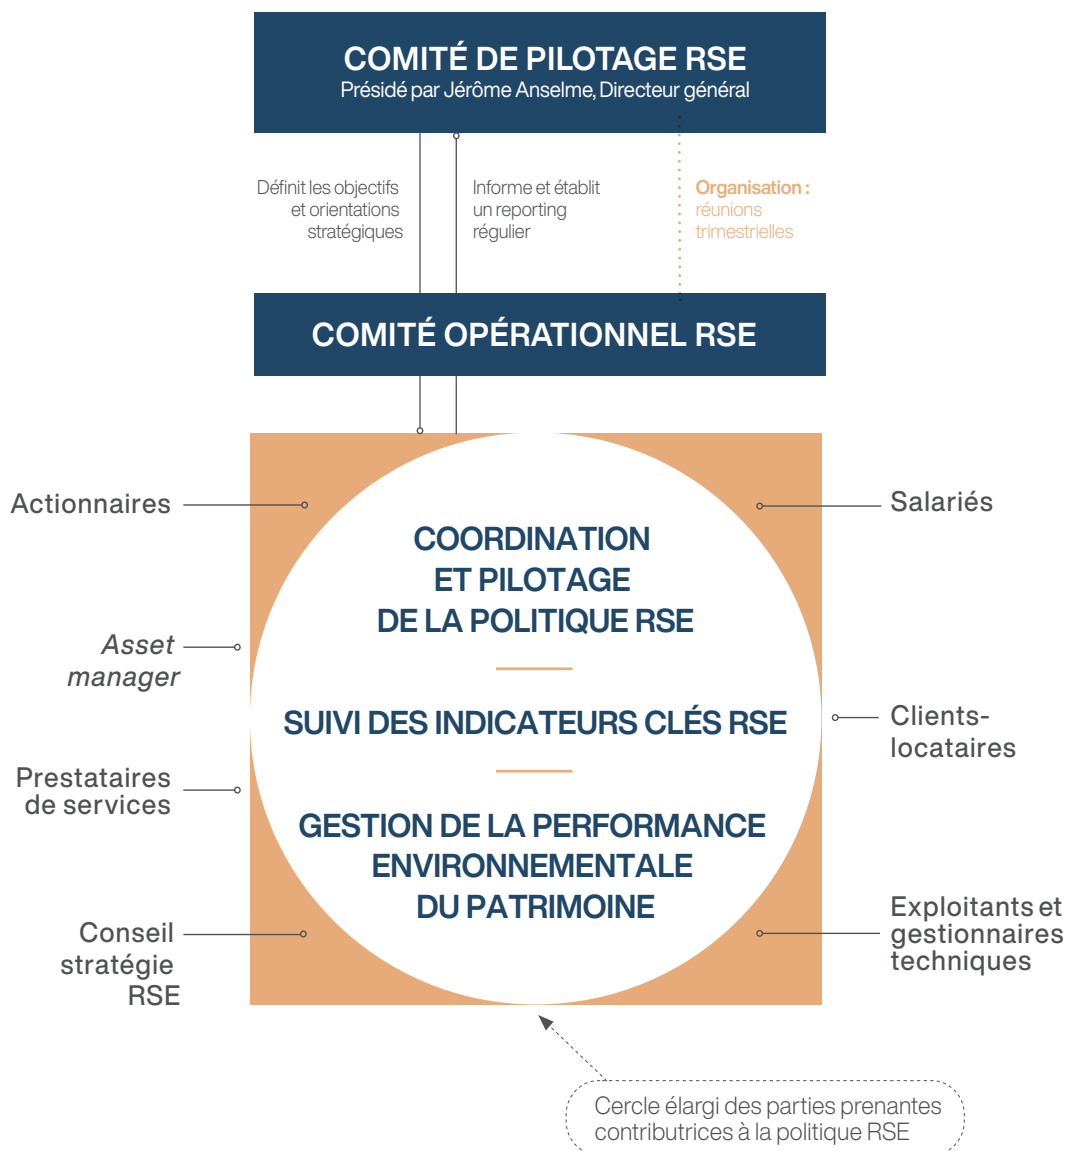 COMITÉ DE PILOTAGE RSE
Présidé par Jérôme Anselme, Directeur général
Définit les objectifs
et orientations
stratégiques
Informe et établit
un reporting
régulier
Organisation :
réunions
trimestrielles
COMITÉ OPÉRATIONNEL RSE
Actionnaires
Asset
manager
Prestataires
de services
Conseil
stratégie
RSE
COORDINATION
ET PILOTAGE
DE LA POLITIQUE RSE
SUIVI DES INDICATEURS CLÉS RSE
GESTION DE LA PERFORMANCE
ENVIRONNEMENTALE
DU PATRIMOINE
Salariés
Clients-
locataires
Exploitants et
gestionnaires
techniques
Cercle élargi des parties prenantes
contributrices à la politique RSE